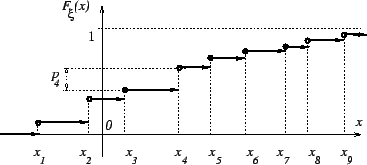 F_ξ(x)
1
p_4
0
x
x_1 x_2 x_3 x_4 x_5 x_6 x_7 x_8 x_9